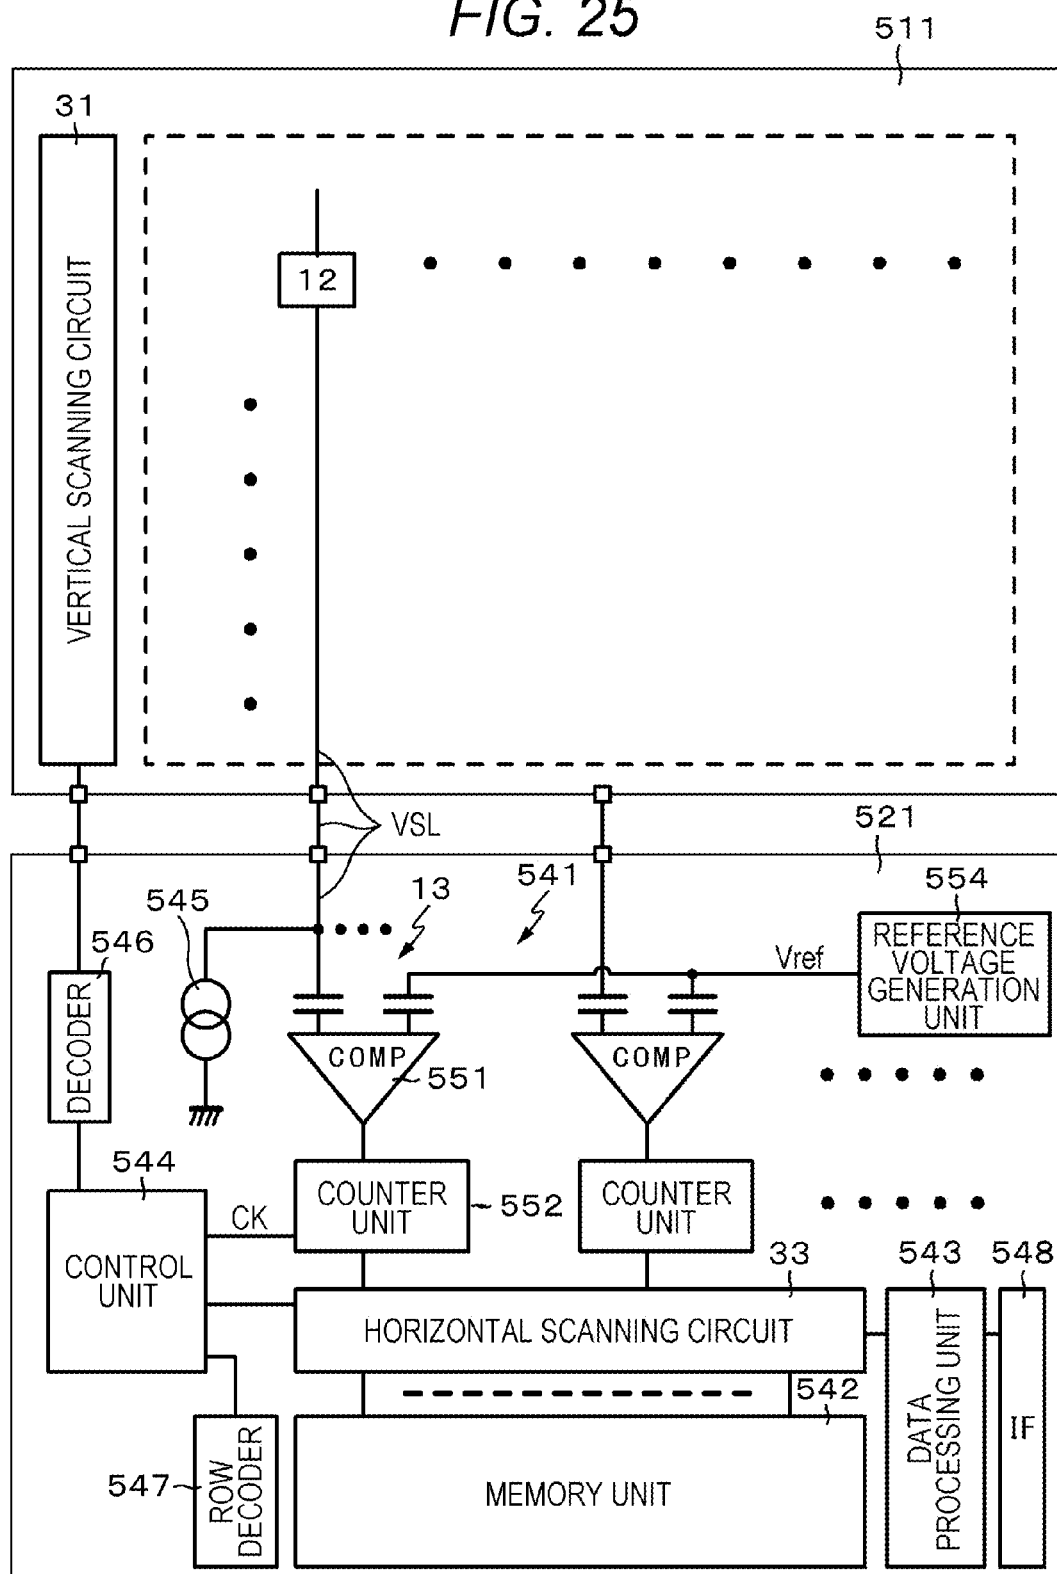 FIG. 25
511
31
VERTICAL SCANNING CIRCUIT
12
VSL
521
13
541
554
545
546
REFERENCE
VOLTAGE
GENERATION
UNIT
Vref
DECODER
COMP
551
COMP
544
CONTROL
UNIT
CK
COUNTER
UNIT
552
COUNTER
UNIT
33
543
548
HORIZONTAL SCANNING CIRCUIT
DATA
PROCESSING UNIT
IF
542
547
ROW
DECODER
MEMORY UNIT